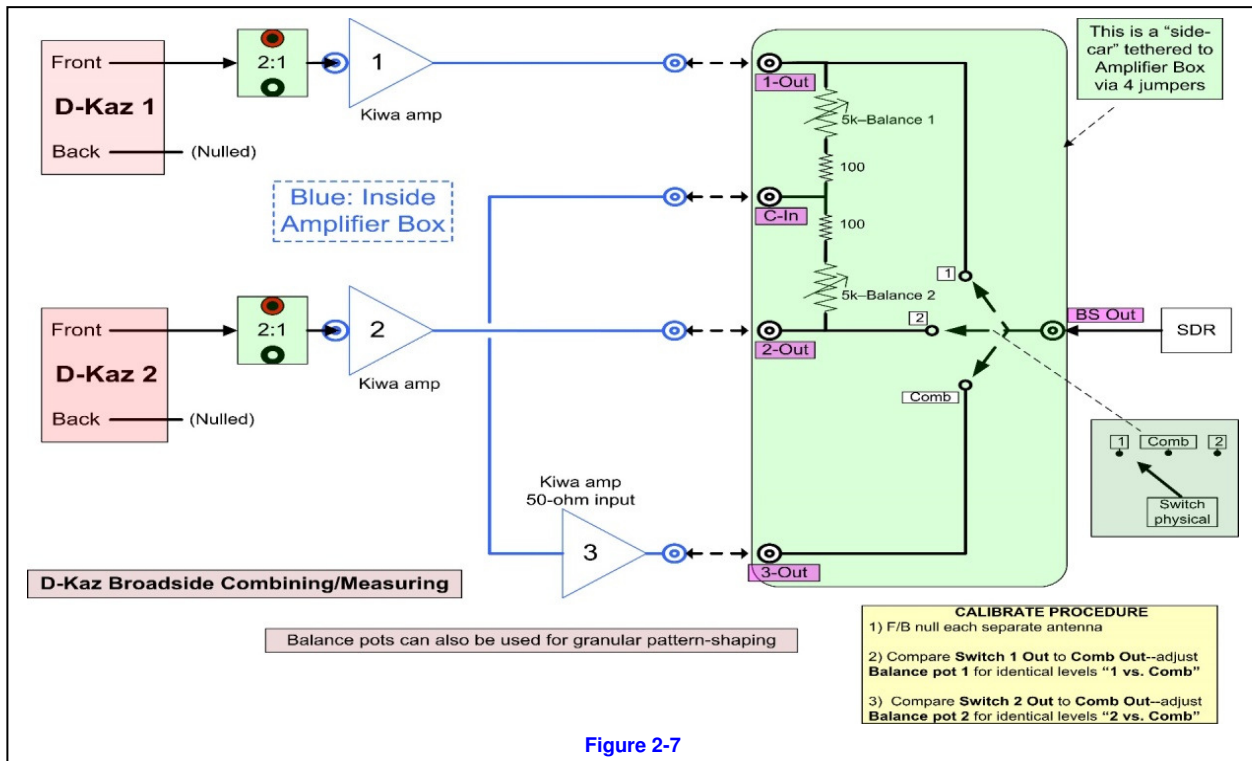 Front
D-Kaz 1
Back
(Nulled)
2:1
1
Kiwa amp
Blue: Inside
Amplifier Box
Front
D-Kaz 2
Back
(Nulled)
2:1
2
Kiwa amp
Kiwa amp
50-ohm input
3
1-Out
5k–Balance 1
100
C-In
100
5k–Balance 2
2-Out
3-Out
1
2
Comb
BS Out
SDR
This is a “side-
car” tethered to
Amplifier Box
via 4 jumpers
1
Comb
2
Switch
physical
D-Kaz Broadside Combining/Measuring
Balance pots can also be used for granular pattern-shaping
CALIBRATE PROCEDURE
1) F/B null each separate antenna
2) Compare Switch 1 Out to Comb Out--adjust
Balance pot 1 for identical levels “1 vs. Comb”
3) Compare Switch 2 Out to Comb Out--adjust
Balance pot 2 for identical levels “2 vs. Comb”
Figure 2-7